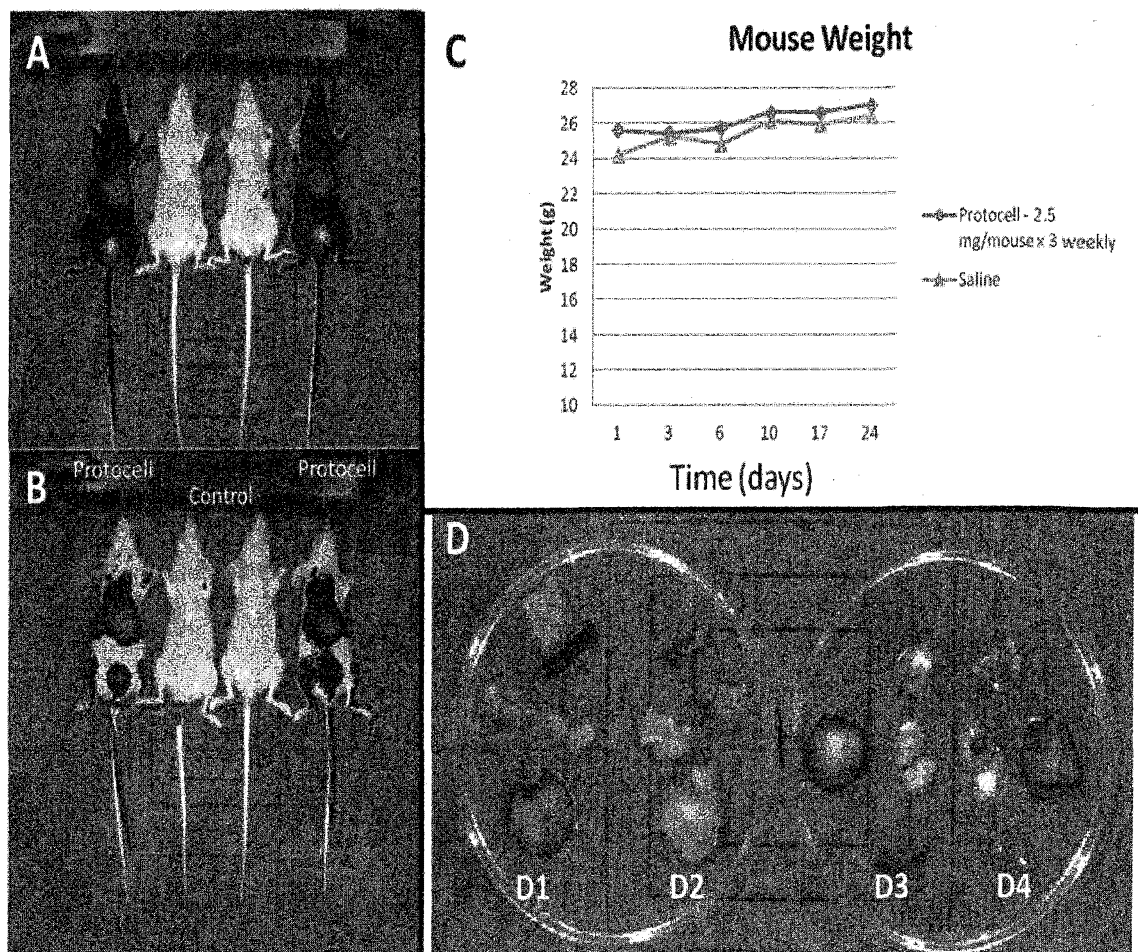 A
B
Protocell
Control
Protocell
C
Mouse Weight
Weight (g)
28
26
24
22
20
18
16
14
12
10
1 3 6 10 17 24
Time (days)
Protocell - 2.5
mg/mouse x 3 weekly
Saline
D
D1
D2
D3
D4